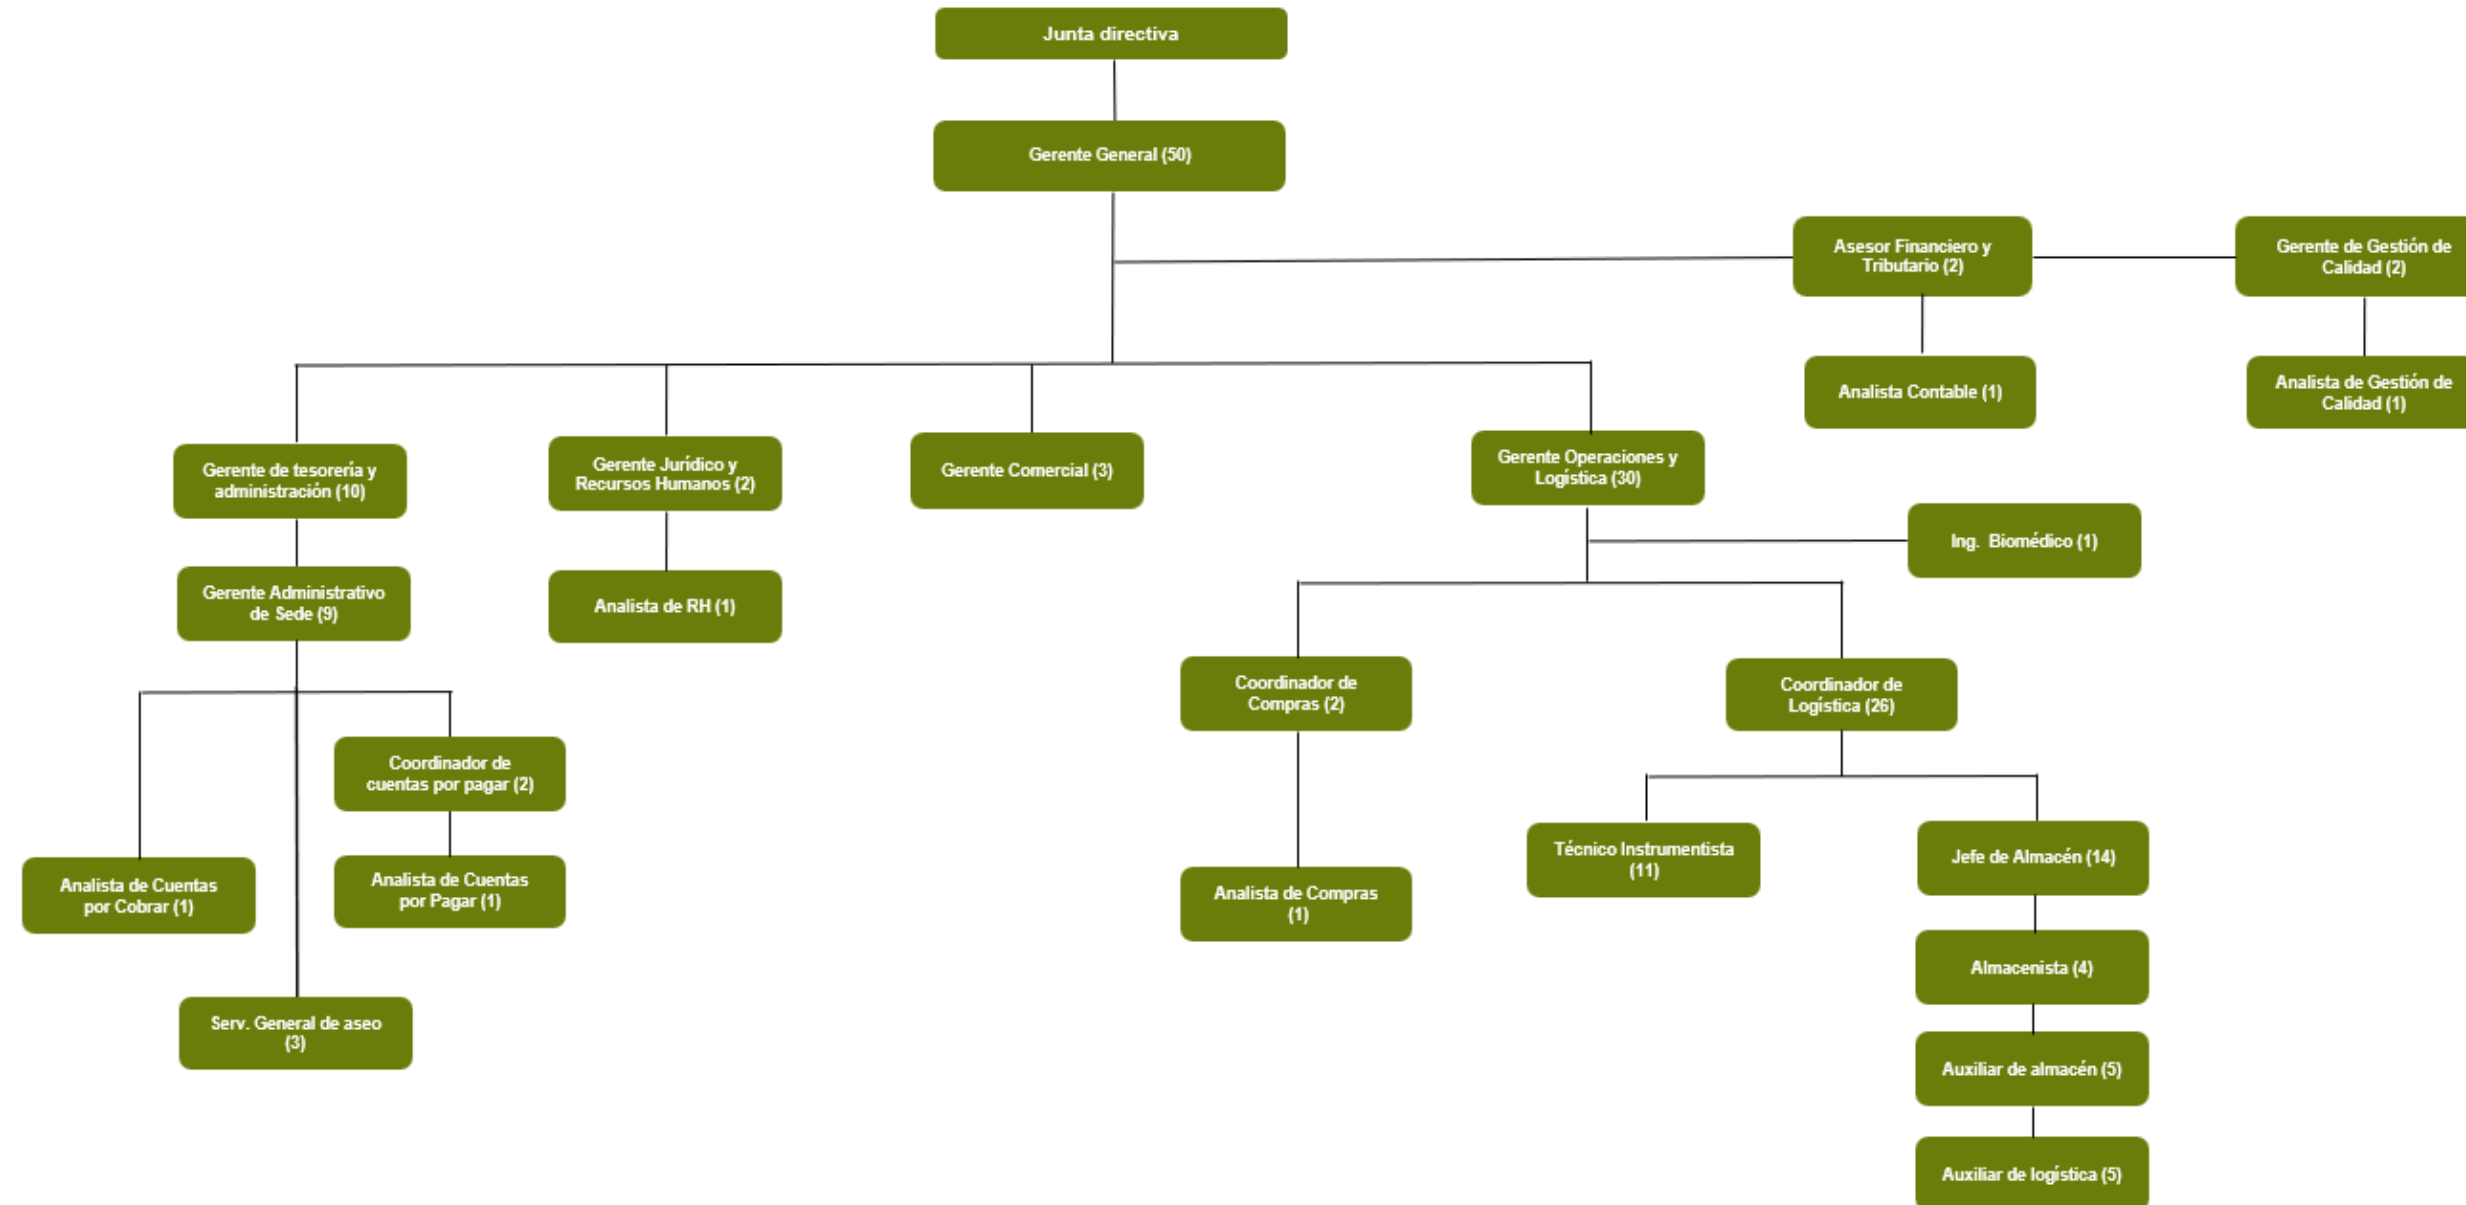 Junta directiva
Gerente General (50)
Asesor Financiero y
Tributario (2)
Gerente de Gestión de
Calidad (2)
Analista Contable (1)
Analista de Gestión de
Calidad (1)
Gerente de tesorería y
administración (10)
Gerente Jurídico y
Recursos Humanos (2)
Gerente Comercial (3)
Gerente Operaciones y
Logística (30)
Ing. Biomédico (1)
Gerente Administrativo
de Sede (9)
Analista de RH (1)
Coordinador de
Compras (2)
Coordinador de
Logística (26)
Coordinador de
cuentas por pagar (2)
Analista de Cuentas
por Cobrar (1)
Analista de Cuentas
por Pagar (1)
Analista de Compras
(1)
Técnico Instrumentista
(11)
Jefe de Almacén (14)
Almacenista (4)
Serv. General de aseo
(3)
Auxiliar de almacén (5)
Auxiliar de logística (5)